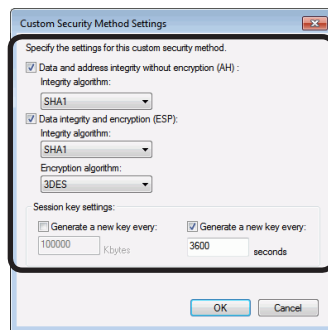 Custom Security Method Settings
Specify the settings for this custom security method.
Data and address integrity without encryption (AH) :
Integrity algorithm:
SHA1
Data integrity and encryption (ESP):
Integrity algorithm:
SHA1
Encryption algorithm:
3DES
Session key settings:
Generate a new key every: Generate a new key every:
100000 Kbytes 3600 seconds
OK Cancel